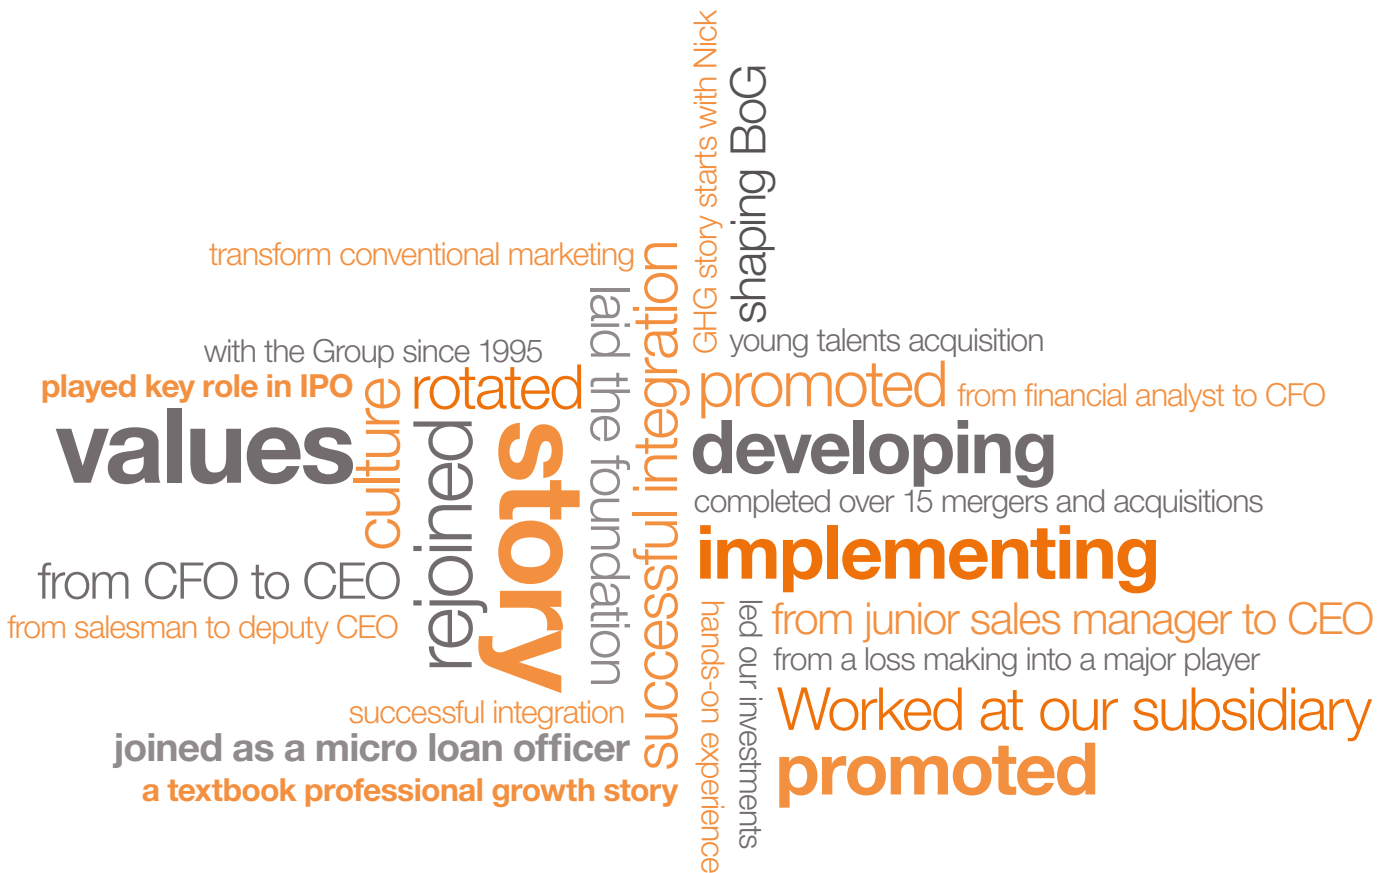 GHG story starts with Nick
shaping BoG
transform conventional marketing
successful integration
laid the foundation
young talents acquisition
with the Group since 1995
played key role in IPO
culture
rotated
promoted
from financial analyst to CFO
values
rejoined
story
developing
completed over 15 mergers and acquisitions
implementing
from CFO to CEO
from salesman to deputy CEO
hands-on experience
led our investments
from junior sales manager to CEO
from a loss making into a major player
Worked at our subsidiary
successful integration
joined as a micro loan officer
promoted
a textbook professional growth story